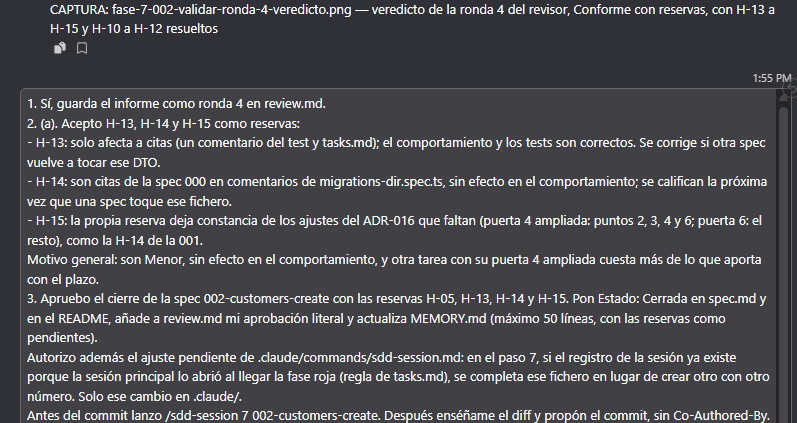 CAPTURA: fase-7-002-validar-ronda-4-veredicto.png — veredicto de la ronda 4 del revisor, Conforme con reservas, con H-13 a
H-15 y H-10 a H-12 resueltos
1:55 PM
1. Sí, guarda el informe como ronda 4 en review.md.
2. (a). Acepto H-13, H-14 y H-15 como reservas:
- H-13: solo afecta a citas (un comentario del test y tasks.md); el comportamiento y los tests son correctos. Se corrige si otra spec
vuelve a tocar ese DTO.
- H-14: son citas de la spec 000 en comentarios de migrations-dir.spec.ts, sin efecto en el comportamiento; se califican la próxima
vez que una spec toque ese fichero.
- H-15: la propia reserva deja constancia de los ajustes del ADR-016 que faltan (puerta 4 ampliada: puntos 2, 3, 4 y 6; puerta 6: el
resto), como la H-14 de la 001.
Motivo general: son Menor, sin efecto en el comportamiento, y otra tarea con su puerta 4 ampliada cuesta más de lo que aporta
con el plazo.
3. Apruebo el cierre de la spec 002-customers-create con las reservas H-05, H-13, H-14 y H-15. Pon Estado: Cerrada en spec.md y
en el README, añade a review.md mi aprobación literal y actualiza MEMORY.md (máximo 50 líneas, con las reservas como
pendientes).
Autorizo además el ajuste pendiente de .claude/commands/sdd-session.md: en el paso 7, si el registro de la sesión ya existe
porque la sesión principal lo abrió al llegar la fase roja (regla de tasks.md), se completa ese fichero en lugar de crear otro con otro
número. Solo ese cambio en .claude/.
Antes del commit lanzo /sdd-session 7 002-customers-create. Después enséñame el diff y propón el commit, sin Co-Authored-By.